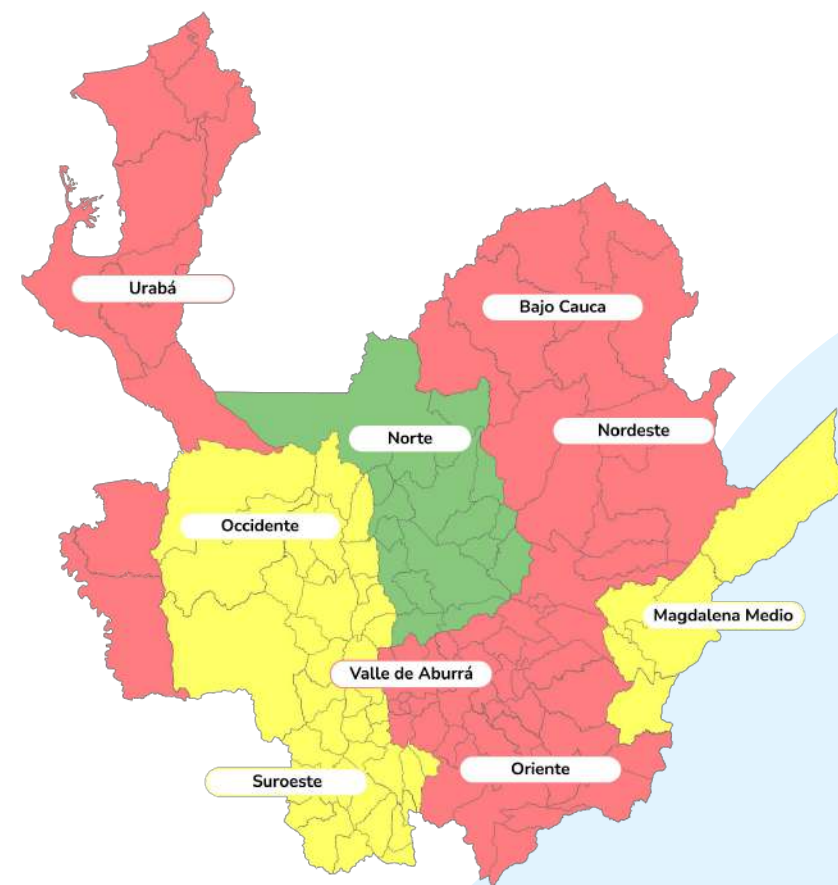 Urabá
Bajo Cauca
Nordeste
Norte
Occidente
Magdalena Medio
Valle de Aburrá
Oriente
Suroeste